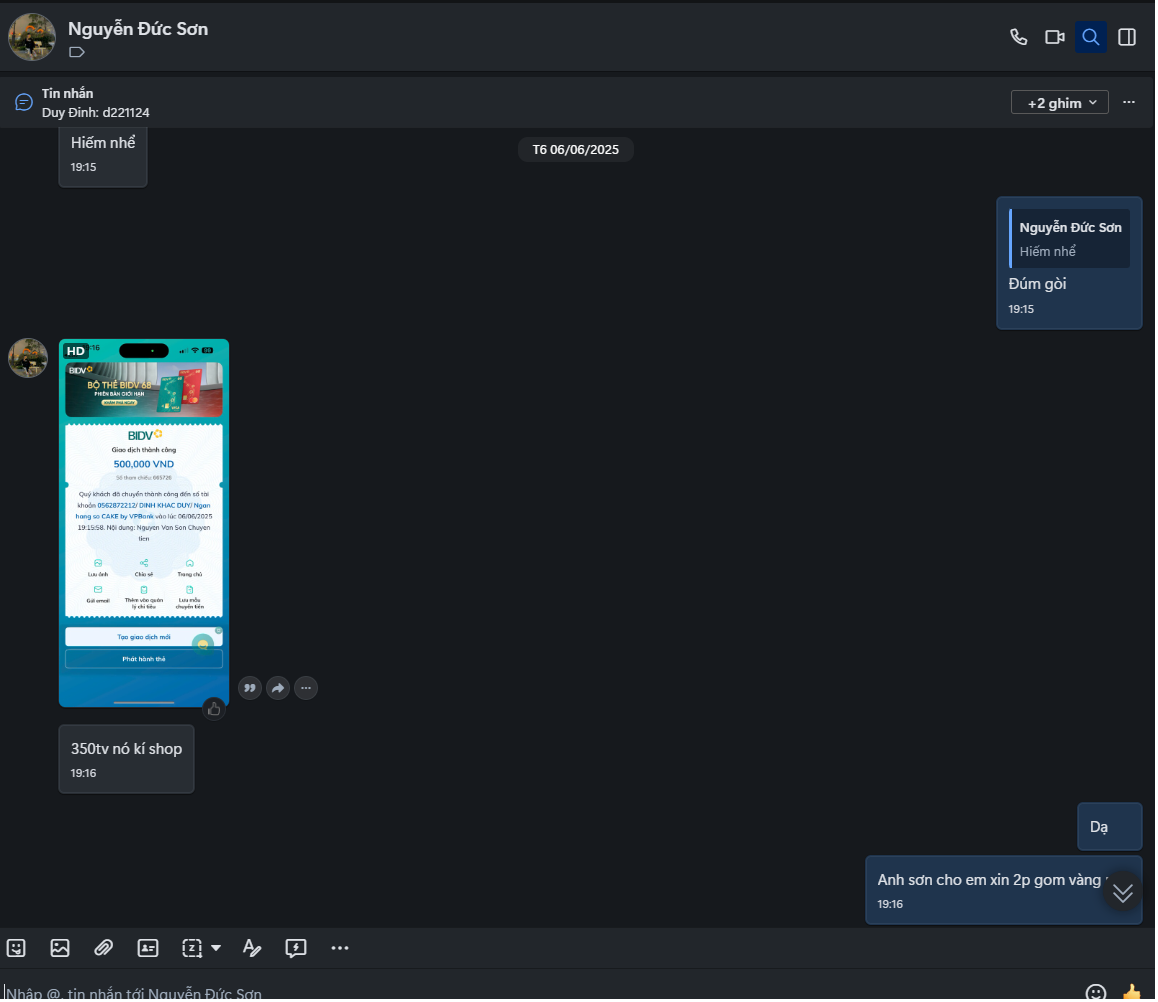 Nguyễn Đức Sơn
Tin nhắn
Duy Đinh: d221124
+2 ghim
Hiếm nhể
19:15
T6 06/06/2025
Nguyễn Đức Sơn
Hiếm nhể
Đúm gòi
19:15
HD
:16
BIDV
BỘ THẺ BIDV 68
PHIÊN BẢN GIỚI HẠN
BIDV
Giao dịch thành công
500,000 VND
Số tham chiếu:
Quý khách đã chuyển thành công đến số tài
khoản 0562872212/ DINH KHAC DUY/ Ngan
hang so CAKE by VPBank vào lúc 06/06/2025
19:15:58. Nội dung: Nguyen Van Son Chuyen
tien
Lưu ảnh
Chia sẻ
Trang chủ
Gửi email
Thêm vào quản
lý chi tiêu
Lưu mẫu
chuyển tiền
Tạo giao dịch mới
Phát hành thẻ
350tv nó kí shop
19:16
Dạ
Anh sơn cho em xin 2p gom vàng
19:16
Nhập @, tin nhắn tới Nguyễn Đức Sơn